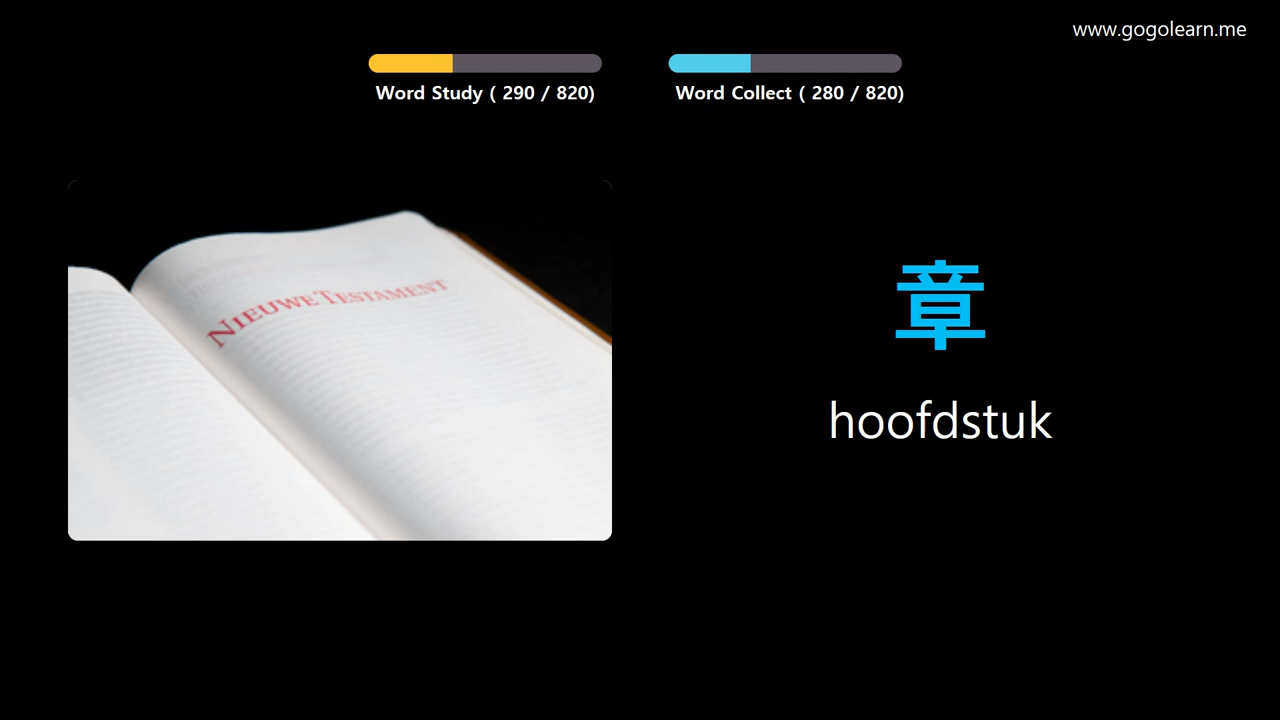 www.gogolearn.me
Word Study ( 290 / 820)
Word Collect ( 280 / 820)
NIEUWE TESTAMENT
章
hoofdstuk